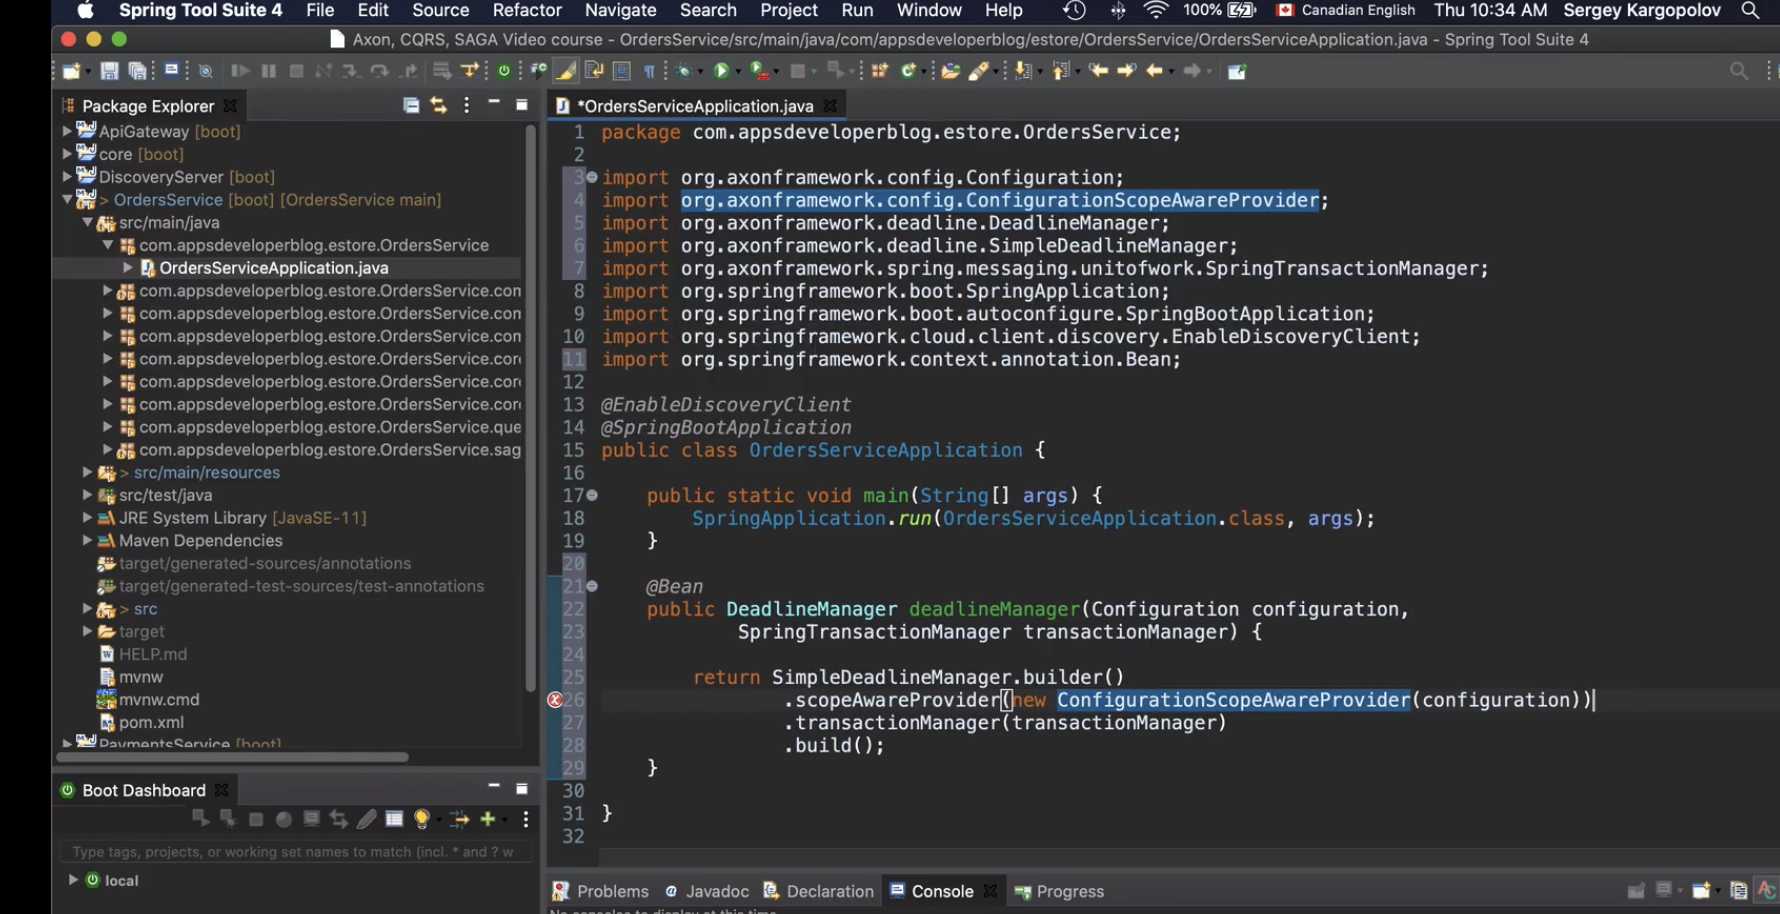 Spring Tool Suite 4 File Edit Source Refactor Navigate Search Project Run Window Help 100% Canadian English Thu 10:34 AM Sergey Kargopolov
Axon, CQRS, SAGA Video course - OrdersService/src/main/java/com/appsdeveloperblog/estore/OrdersService/OrdersServiceApplication.java - Spring Tool Suite 4
Package Explorer
ApiGateway [boot]
core [boot]
DiscoveryServer [boot]
> OrdersService [boot] [OrdersService main]
src/main/java
com.appsdeveloperblog.estore.OrdersService
OrdersServiceApplication.java
com.appsdeveloperblog.estore.OrdersService.con
com.appsdeveloperblog.estore.OrdersService.con
com.appsdeveloperblog.estore.OrdersService.con
com.appsdeveloperblog.estore.OrdersService.cor
com.appsdeveloperblog.estore.OrdersService.cor
com.appsdeveloperblog.estore.OrdersService.cor
com.appsdeveloperblog.estore.OrdersService.que
com.appsdeveloperblog.estore.OrdersService.sag
> src/main/resources
src/test/java
JRE System Library [JavaSE-11]
Maven Dependencies
target/generated-sources/annotations
target/generated-test-sources/test-annotations
> src
target
HELP.md
mvnw
mvnw.cmd
pom.xml
PaymentsService [boot]
Boot Dashboard
Type tags, projects, or working set names to match (incl. * and ? w
local
*OrdersServiceApplication.java
1 package com.appsdeveloperblog.estore.OrdersService;
2
3 import org.axonframework.config.Configuration;
4 import org.axonframework.config.ConfigurationScopeAwareProvider;
5 import org.axonframework.deadline.DeadlineManager;
6 import org.axonframework.deadline.SimpleDeadlineManager;
7 import org.axonframework.spring.messaging.unitofwork.SpringTransactionManager;
8 import org.springframework.boot.SpringApplication;
9 import org.springframework.boot.autoconfigure.SpringBootApplication;
10 import org.springframework.cloud.client.discovery.EnableDiscoveryClient;
11 import org.springframework.context.annotation.Bean;
12
13 @EnableDiscoveryClient
14 @SpringBootApplication
15 public class OrdersServiceApplication {
16
17 public static void main(String[] args) {
18 SpringApplication.run(OrdersServiceApplication.class, args);
19 }
20
21 @Bean
22 public DeadlineManager deadlineManager(Configuration configuration,
23 SpringTransactionManager transactionManager) {
24
25 return SimpleDeadlineManager.builder()
26 .scopeAwareProvider(new ConfigurationScopeAwareProvider(configuration))
27 .transactionManager(transactionManager)
28 .build();
29 }
30
31 }
32
Problems Javadoc Declaration Console Progress
No consoles to display at this time.